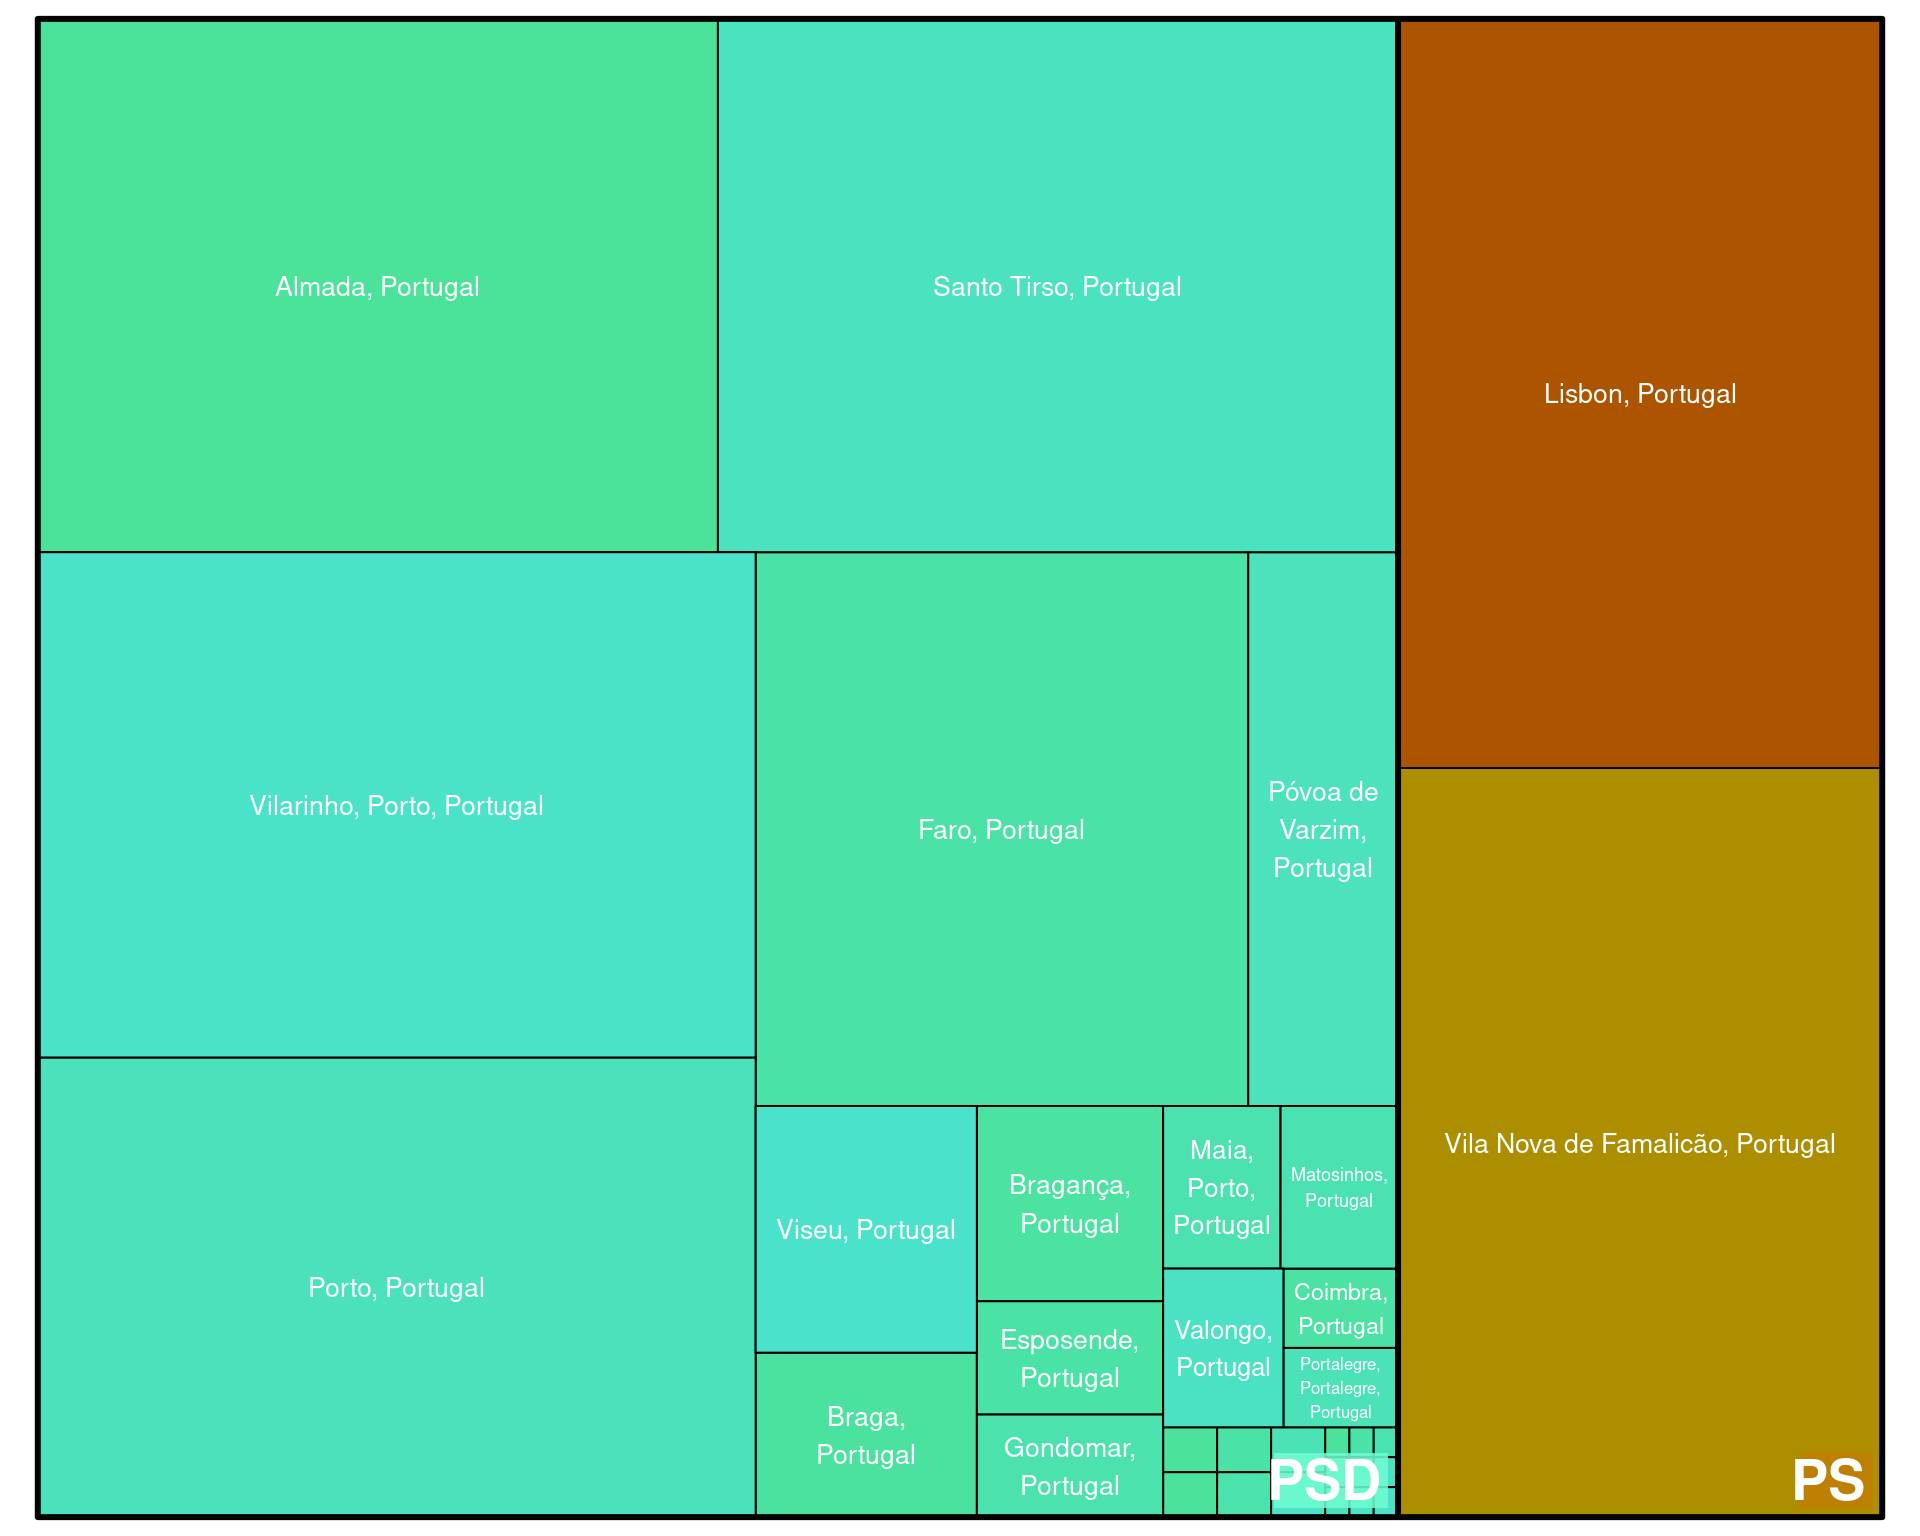 Almada, Portugal
Santo Tirso, Portugal
Lisbon, Portugal
Vilarinho, Porto, Portugal
Faro, Portugal
Póvoa de
Varzim,
Portugal
Vila Nova de Famalicão, Portugal
Porto, Portugal
Viseu, Portugal
Bragança,
Portugal
Maia,
Porto,
Portugal
Matosinhos,
Portugal
Esposende,
Portugal
Valongo,
Portugal
Coimbra,
Portugal
Portalegre,
Portalegre,
Portugal
Braga,
Portugal
Gondomar,
Portugal
PSD
PS